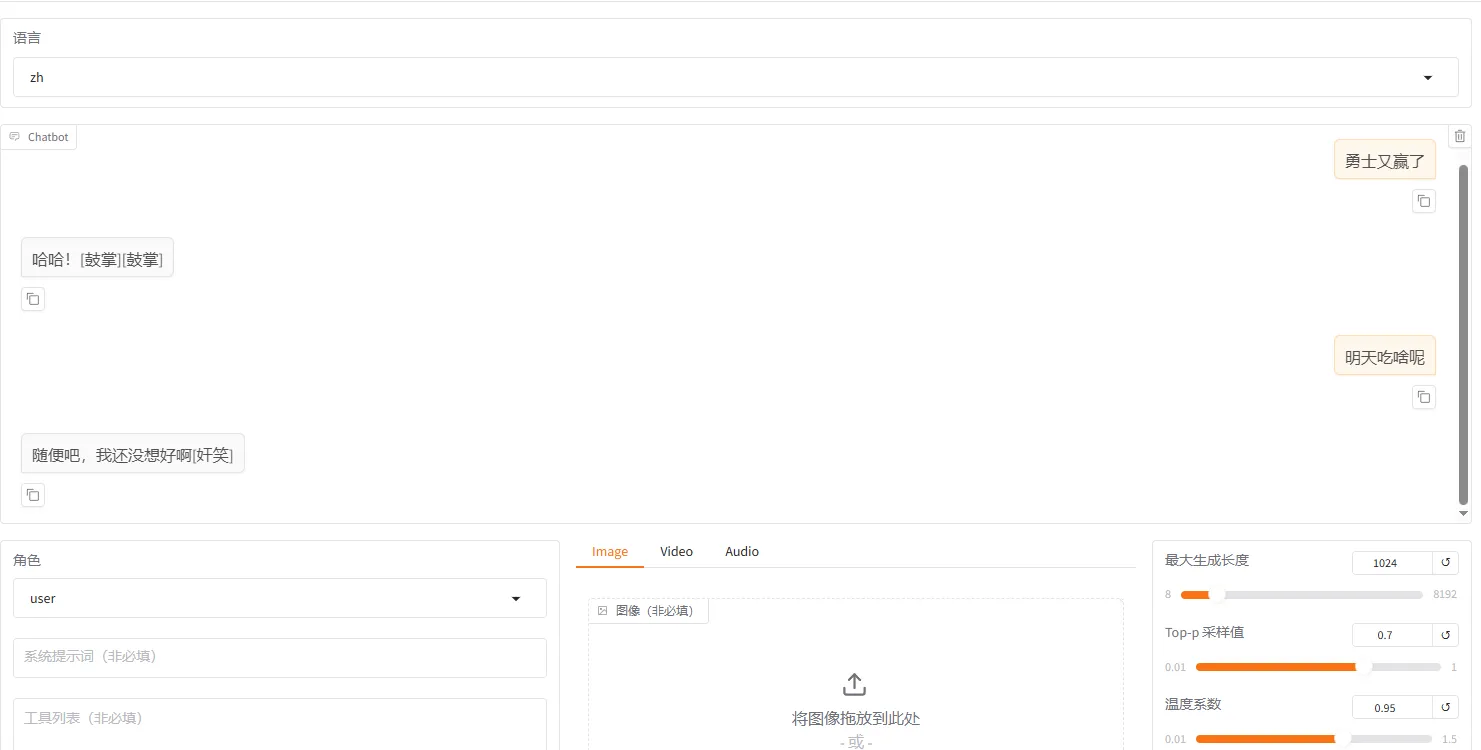 语言
zh
Chatbot
勇士又赢了
哈哈！[鼓掌][鼓掌]
明天吃啥呢
随便吧，我还没想好啊[奸笑]
角色
user
系统提示词（非必填）
工具列表（非必填）
Image Video Audio
图像（非必填）
将图像拖放到此处
- 或 -
最大生成长度 1024
8 8192
Top-p 采样值 0.7
0.01 1
温度系数 0.95
0.01 1.5